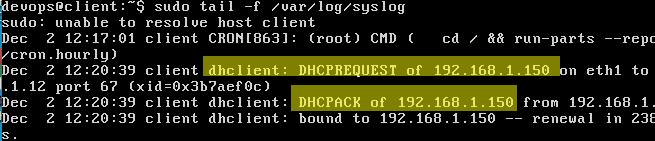 devops@client:~$ sudo tail -f /var/log/syslog
sudo: unable to resolve host client
Dec  2 12:17:01 client CRON[863]: (root) CMD (   cd / && run-parts --repo
/cron.hourly)
Dec  2 12:20:39 client dhclient: DHCPREQUEST of 192.168.1.150 on eth1 to
.1.12 port 67 (xid=0x3b7aef0c)
Dec  2 12:20:39 client dhclient: DHCPACK of 192.168.1.150 from 192.168.1.
Dec  2 12:20:39 client dhclient: bound to 192.168.1.150 -- renewal in 238
s.